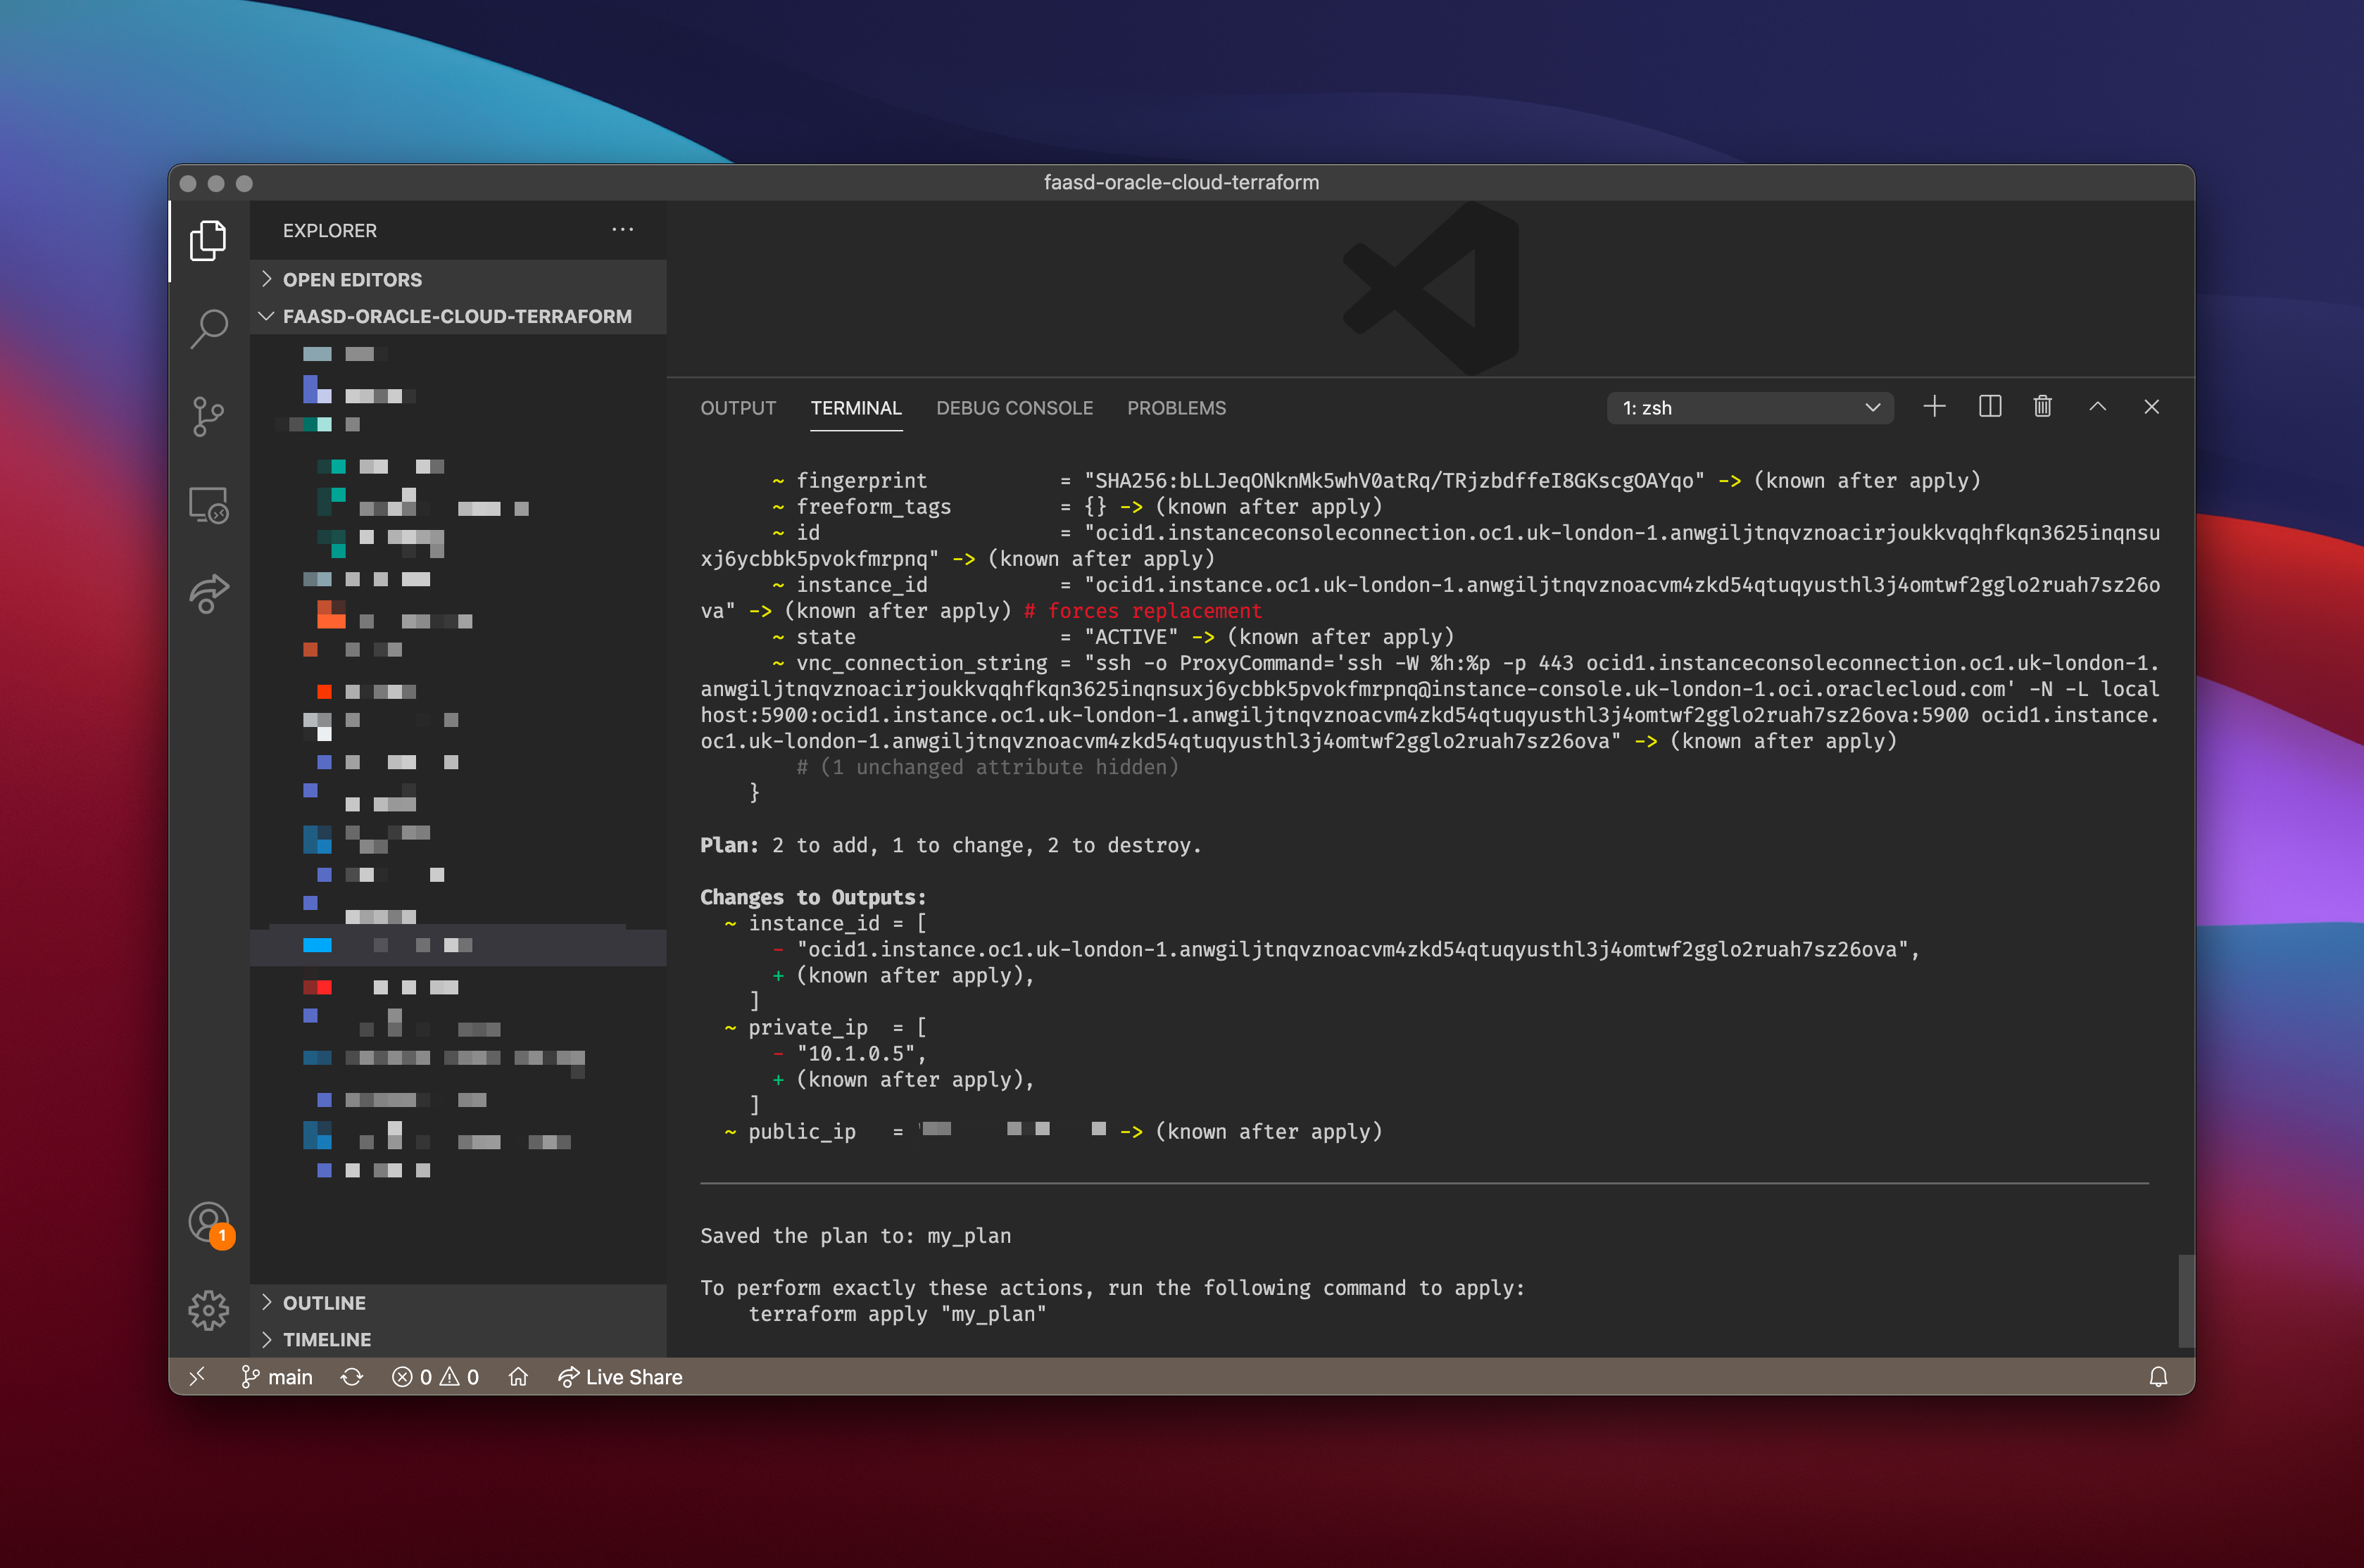 faasd-oracle-cloud-terraform
EXPLORER
OPEN EDITORS
FAASD-ORACLE-CLOUD-TERRAFORM
OUTPUT TERMINAL DEBUG CONSOLE PROBLEMS 1: zsh
~ fingerprint = "SHA256:bLLJeqONknMk5whV0atRq/TRjzbdffeI8GKscgOAYqo" -> (known after apply)
~ freeform_tags = {} -> (known after apply)
~ id = "ocid1.instanceconsoleconnection.oc1.uk-london-1.anwgiljtnqvznoacirjoukkvqqhfkqn3625inqnsu
xj6ycbbk5pvokfmrpnq" -> (known after apply)
~ instance_id = "ocid1.instance.oc1.uk-london-1.anwgiljtnqvznoacvm4zkd54qtuqyusthl3j4omtwf2gglo2ruah7sz26o
va" -> (known after apply) # forces replacement
~ state = "ACTIVE" -> (known after apply)
~ vnc_connection_string = "ssh -o ProxyCommand='ssh -W %h:%p -p 443 ocid1.instanceconsoleconnection.oc1.uk-london-1.
anwgiljtnqvznoacirjoukkvqqhfkqn3625inqnsuxj6ycbbk5pvokfmrpnq@instance-console.uk-london-1.oci.oraclecloud.com' -N -L local
host:5900:ocid1.instance.oc1.uk-london-1.anwgiljtnqvznoacvm4zkd54qtuqyusthl3j4omtwf2gglo2ruah7sz26ova:5900 ocid1.instance.
oc1.uk-london-1.anwgiljtnqvznoacvm4zkd54qtuqyusthl3j4omtwf2gglo2ruah7sz26ova" -> (known after apply)
# (1 unchanged attribute hidden)
}
Plan: 2 to add, 1 to change, 2 to destroy.
Changes to Outputs:
~ instance_id = [
- "ocid1.instance.oc1.uk-london-1.anwgiljtnqvznoacvm4zkd54qtuqyusthl3j4omtwf2gglo2ruah7sz26ova",
+ (known after apply),
]
~ private_ip = [
- "10.1.0.5",
+ (known after apply),
]
~ public_ip = -> (known after apply)
Saved the plan to: my_plan
To perform exactly these actions, run the following command to apply:
terraform apply "my_plan"
1
OUTLINE
TIMELINE
main 0 0 Live Share